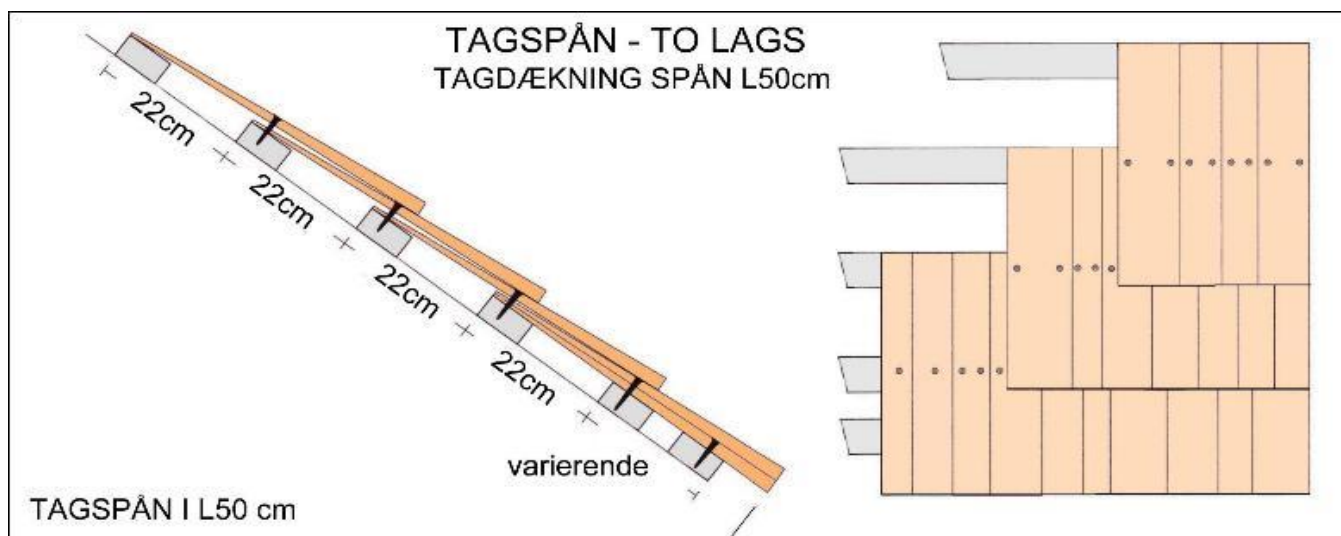 TAGSPÅN - TO LAGS
TAGDÆKNING SPÅN L50cm
22cm
22cm
22cm
22cm
varierende
TAGSPÅN I L50 cm